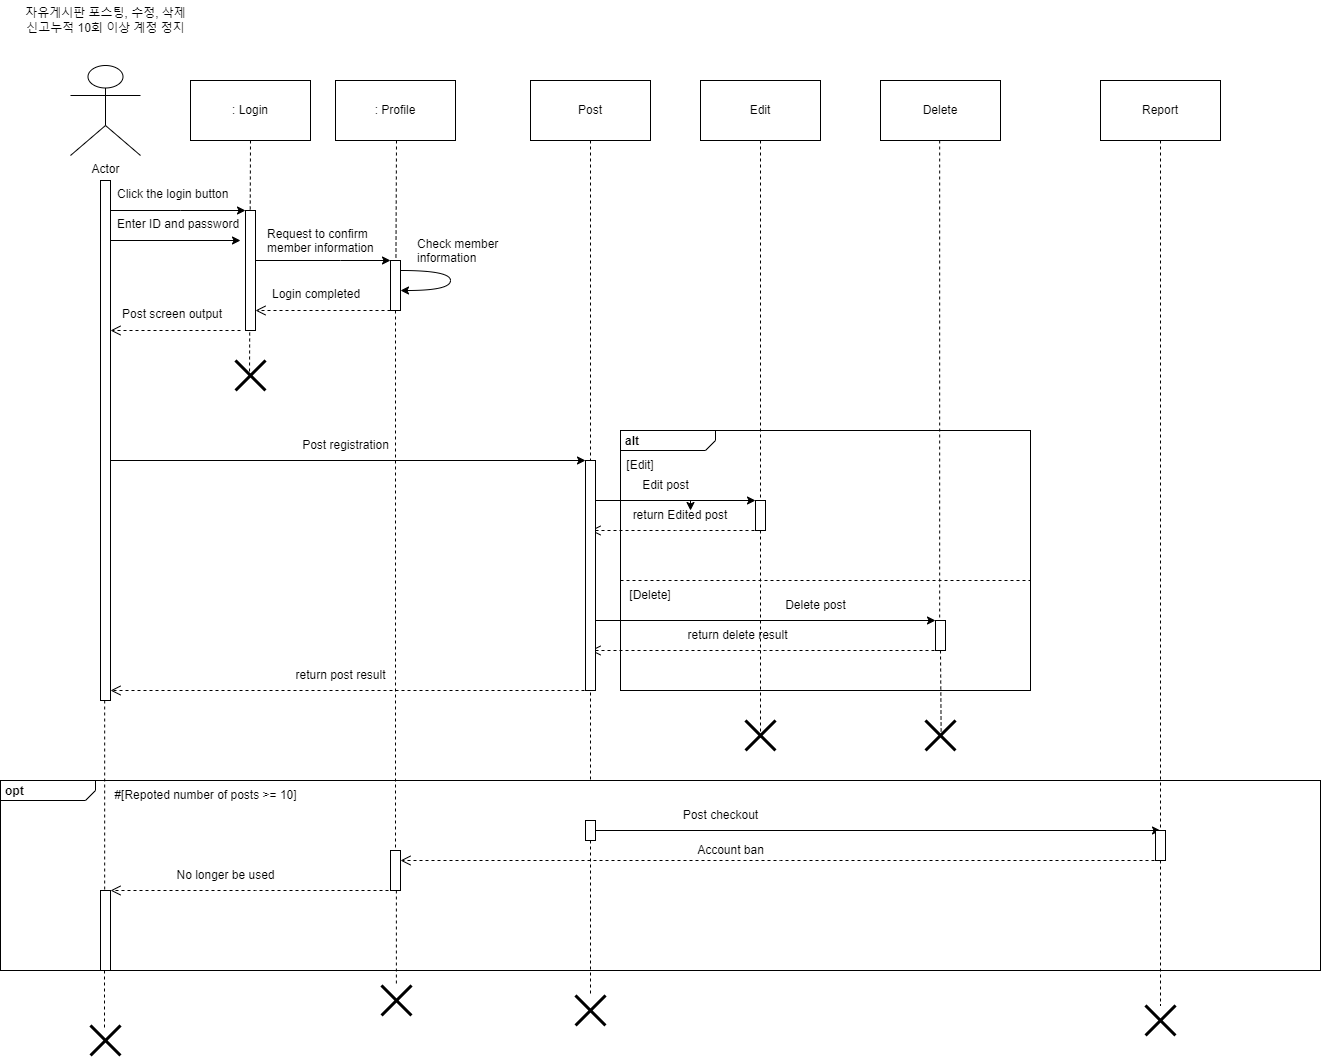 자유게시판 포스팅, 수정, 삭제
신고누적 10회 이상 계정 정지
: Login
: Profile
Post
Edit
Delete
Report
Actor
Click the login button
Enter ID and password
Request to confirm
member information
Check member
information
Login completed
Post screen output
Post registration
alt
[Edit]
Edit post
return Edited post
[Delete]
Delete post
return delete result
return post result
opt
#[Repoted number of posts >= 10]
Post checkout
Account ban
No longer be used